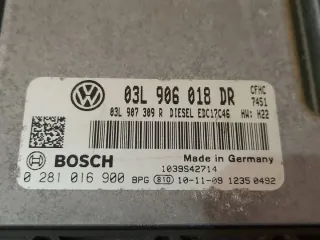 03L 906 018 DR CFHC
7451
03L 907 309 R DIESEL EDC17C46 HW: H22
BOSCH Made in Germany
1039S42714
0 281 016 900 BPG 810 10-11-09 1235 0492